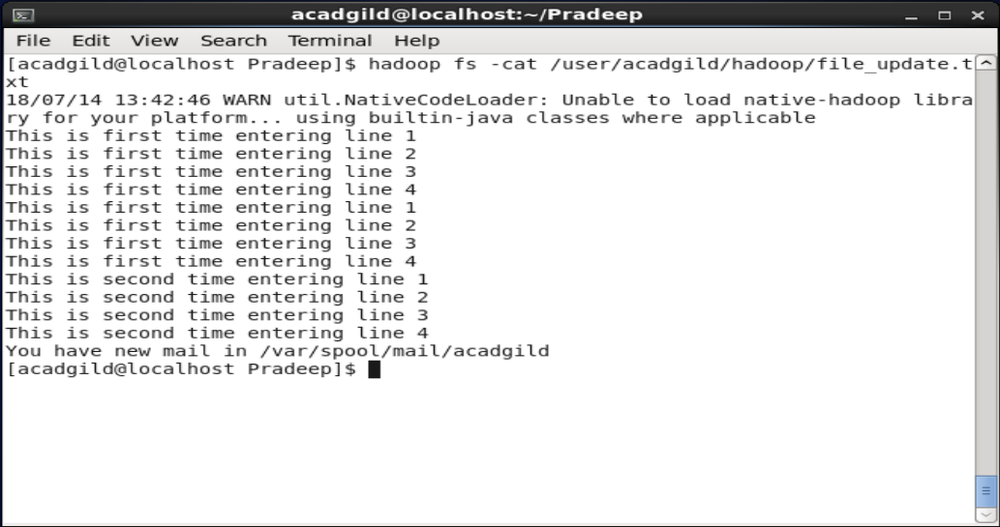 acadgild@localhost:~/Pradeep
File Edit View Search Terminal Help
[acadgild@localhost Pradeep]$ hadoop fs -cat /user/acadgild/hadoop/file_update.t
xt
18/07/14 13:42:46 WARN util.NativeCodeLoader: Unable to load native-hadoop libra
ry for your platform... using builtin-java classes where applicable
This is first time entering line 1
This is first time entering line 2
This is first time entering line 3
This is first time entering line 4
This is first time entering line 1
This is first time entering line 2
This is first time entering line 3
This is first time entering line 4
This is second time entering line 1
This is second time entering line 2
This is second time entering line 3
This is second time entering line 4
You have new mail in /var/spool/mail/acadgild
[acadgild@localhost Pradeep]$